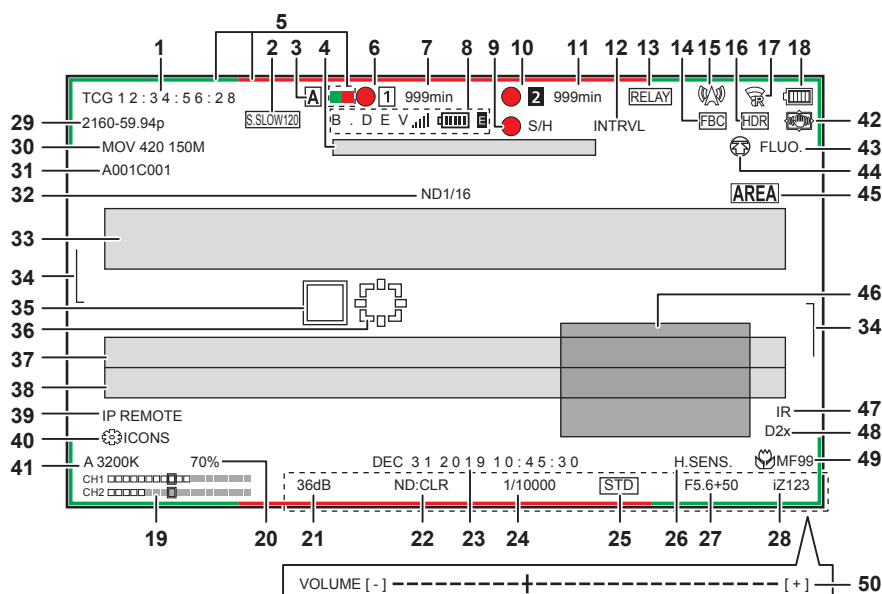 5
1 2 3 4 6 7 8 9 10 11 12 13 14 15 16 17 18
TCG 12:34:56:28 A 1 999min 2 999min RELAY
29 2160-59.94p S.SLOW120 B.DEV E S/H INTRVL FBC HDR 42
30 MOV 420 150M FLUO. 43
31 A001C001 44
32 ND1/16 AREA 45
33
34
35 46
36 34
37
38
39 IP REMOTE IR 47
40 ICONS D2x 48
41 A 3200K 70% DEC 31 2019 10:45:30 H.SENS. MF99 49
CH1 36dB ND:CLR 1/10000 STD F5.6+50 iZ123
CH2
19 20 21 22 23 24 25 26 27 28
VOLUME [ - ] [ + ] 50